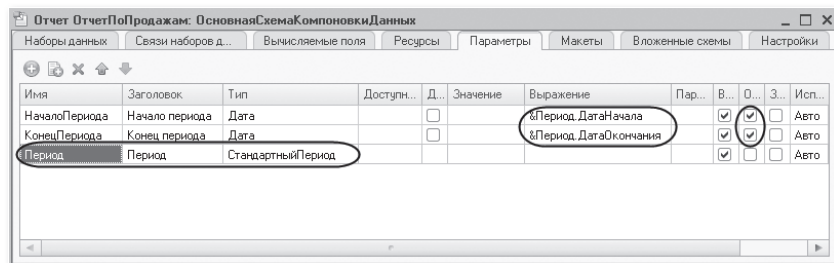 Отчет ОтчетПоПродажам: ОсновнаяСхемаКомпоновкиДанных
Наборы данных Связи наборов д... Вычисляемые поля Ресурсы Параметры Макеты Вложенные схемы Настройки
Имя Заголовок Тип Доступн... Д... Значение Выражение Пар... В... О... З... Исп...
НачалоПериода Начало периода Дата &Период.ДатаНачала Авто
КонецПериода Конец периода Дата &Период.ДатаОкончания Авто
Период Период СтандартныйПериод Авто